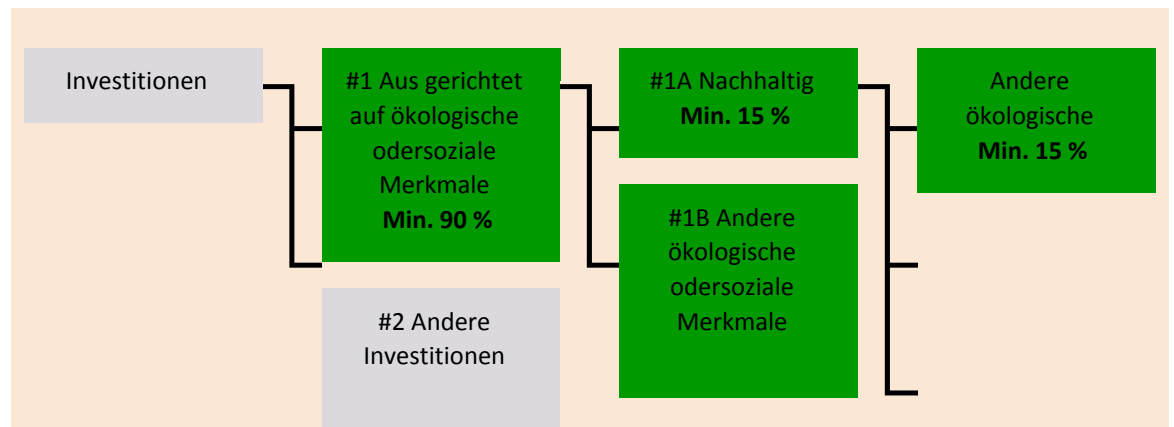 Investitionen
#1 Aus gerichtet
auf ökologische
odersoziale
Merkmale
Min. 90 %
#2 Andere
Investitionen
#1A Nachhaltig
Min. 15 %
#1B Andere
ökologische
odersoziale
Merkmale
Andere
ökologische
Min. 15 %